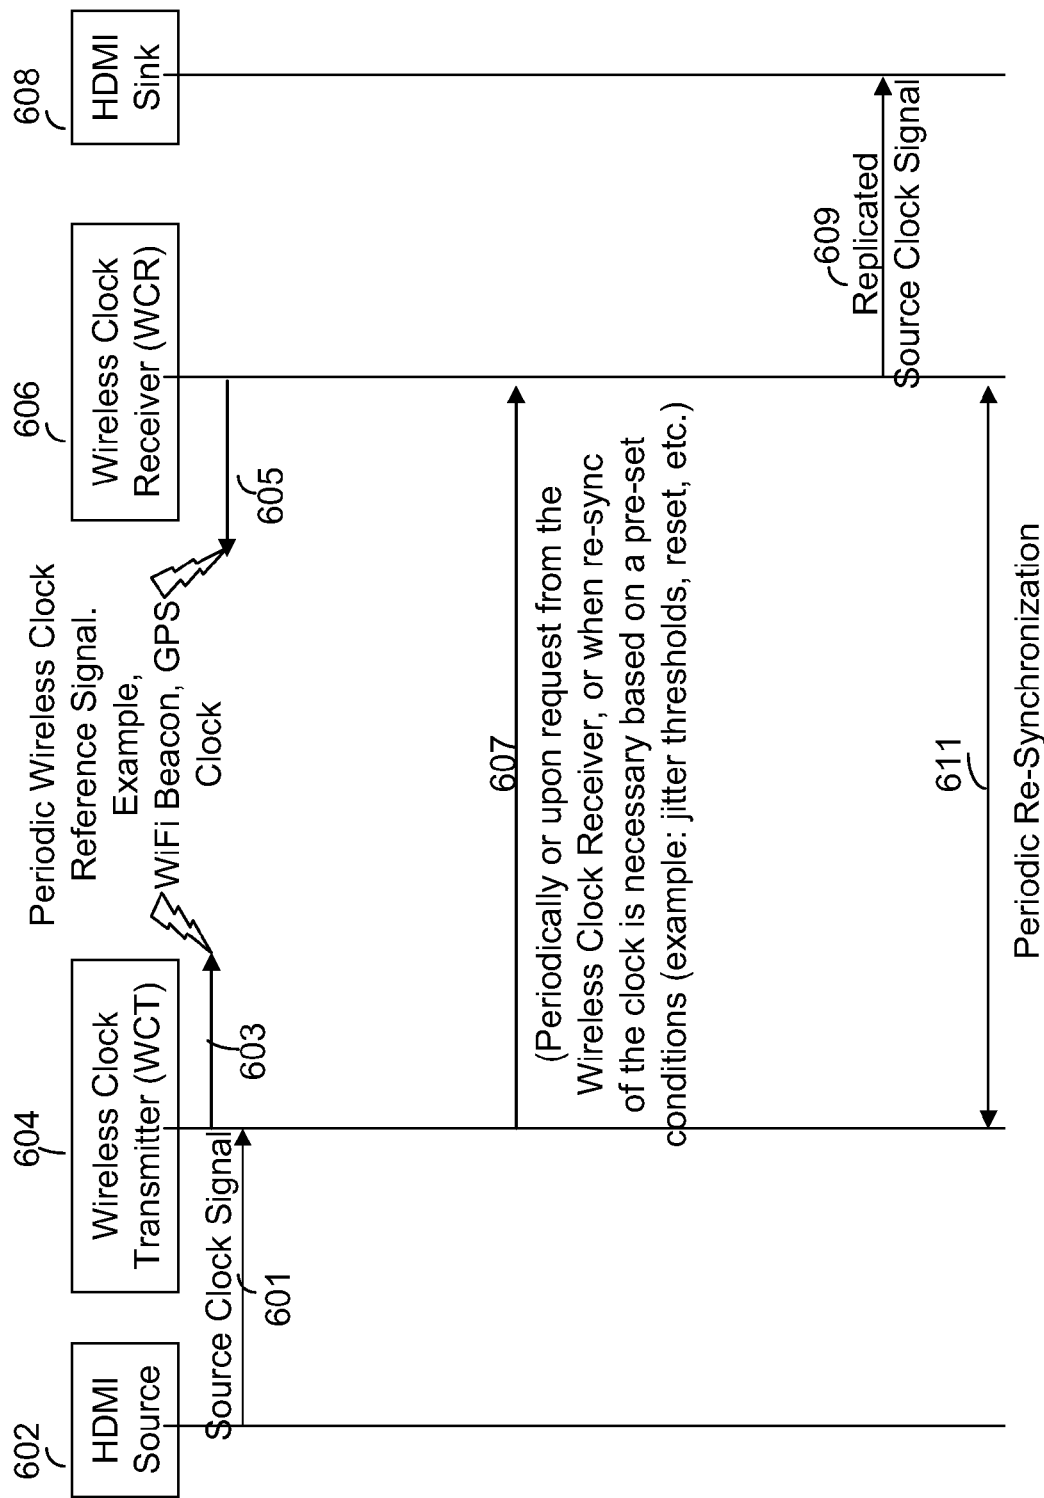 602
HDMI
Source
604
Wireless Clock
Transmitter (WCT)
Periodic Wireless Clock
Reference Signal.
Example,
WiFi Beacon, GPS
Clock
606
Wireless Clock
Receiver (WCR)
608
HDMI
Sink
Source Clock Signal
601
603
605
607
(Periodically or upon request from the
Wireless Clock Receiver, or when re-sync
of the clock is necessary based on a pre-set
conditions (example: jitter thresholds, reset, etc.)
609
Replicated
Source Clock Signal
611
Periodic Re-Synchronization